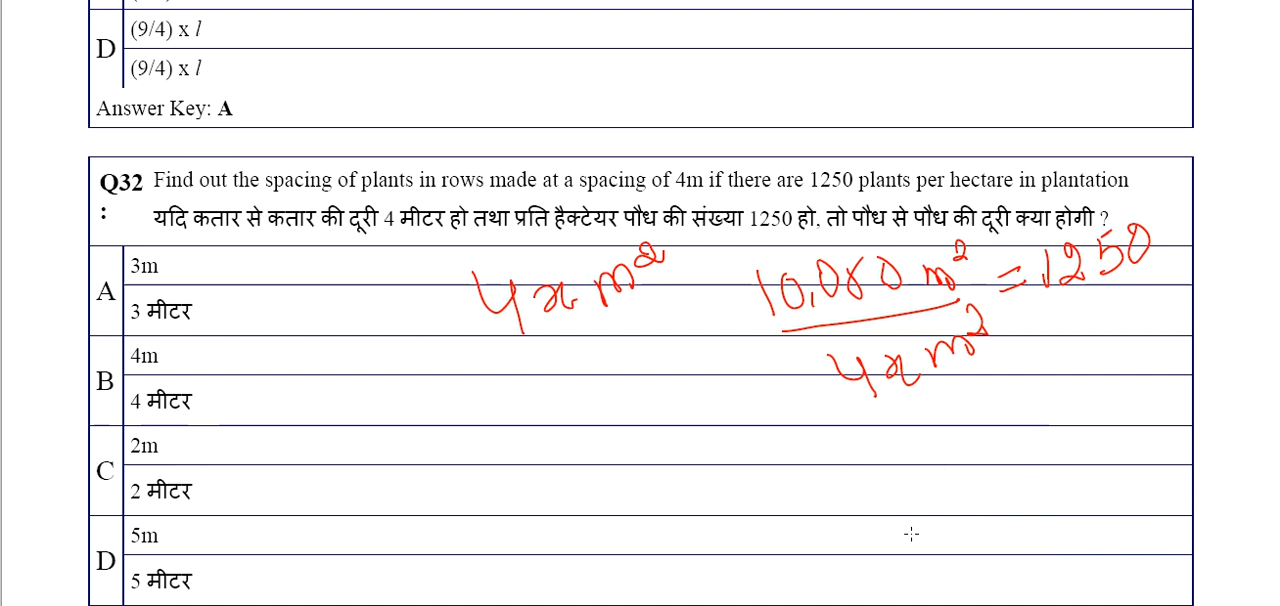 (9/4) x l
D
(9/4) x l
Answer Key: A
Q32 : Find out the spacing of plants in rows made at a spacing of 4m if there are 1250 plants per hectare in plantation
यदि कतार से कतार की दूरी 4 मीटर हो तथा प्रति हैक्टेयर पौध की संख्या 1250 हो, तो पौध से पौध की दूरी क्या होगी ?
A
3m
3 मीटर
B
4m
4 मीटर
C
2m
2 मीटर
D
5m
5 मीटर
4x m²
10,000 m² = 1250
4x m²